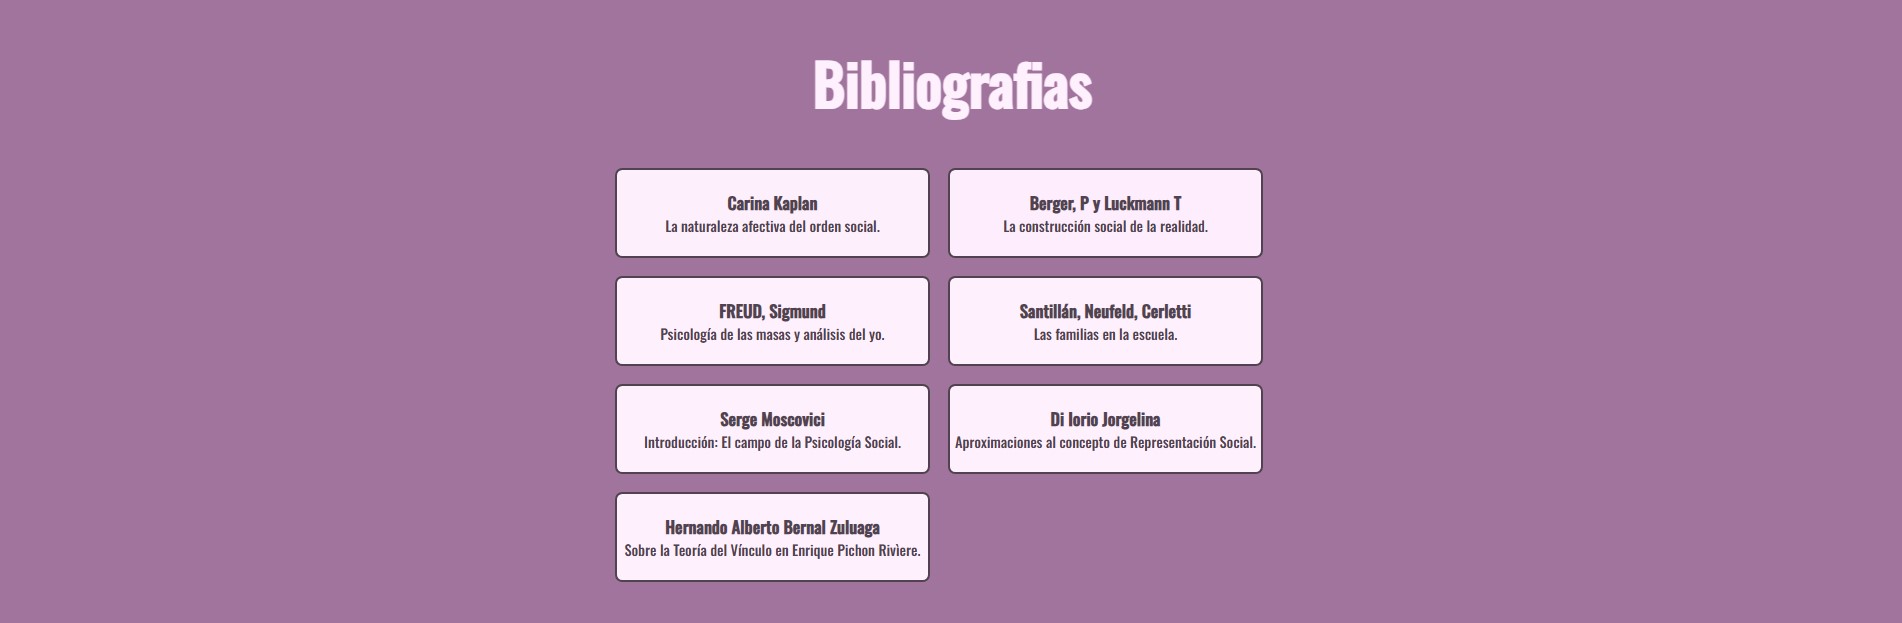 Bibliografias
Carina Kaplan
La naturaleza afectiva del orden social.
Berger, P y Luckmann T
La construcción social de la realidad.
FREUD, Sigmund
Psicología de las masas y análisis del yo.
Santillán, Neufeld, Cerletti
Las familias en la escuela.
Serge Moscovici
Introducción: El campo de la Psicología Social.
Di Iorio Jorgelina
Aproximaciones al concepto de Representación Social.
Hernando Alberto Bernal Zuluaga
Sobre la Teoría del Vínculo en Enrique Pichon Rivìere.